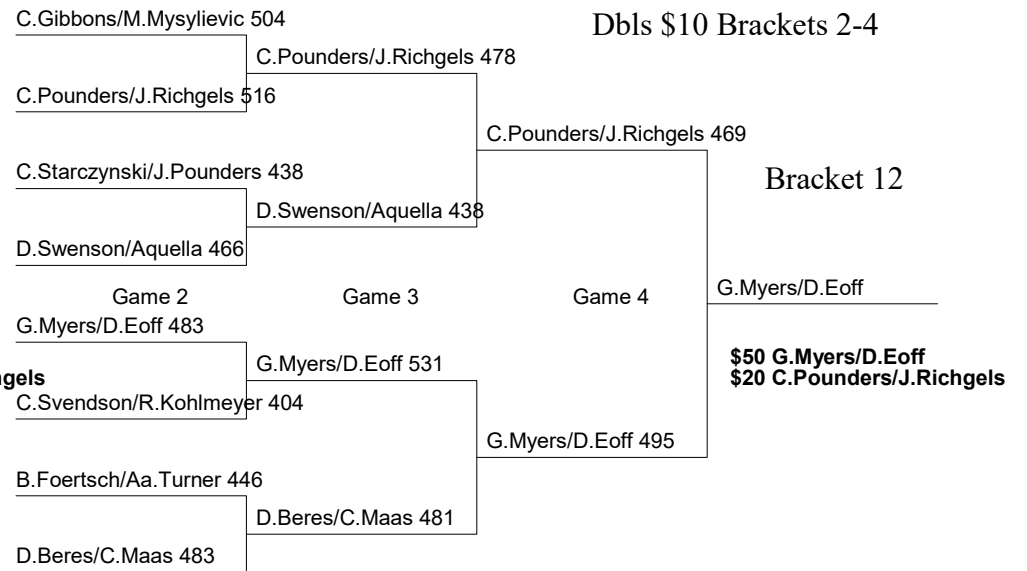 C.Gibbons/M.Mysylievic 504
Dbls $10 Brackets 2-4
C.Pounders/J.Richgels 478
C.Pounders/J.Richgels 516
C.Pounders/J.Richgels 469
C.Starczynski/J.Pounders 438
Bracket 12
D.Swenson/Aquella 438
D.Swenson/Aquella 466
Game 2
Game 3
Game 4
G.Myers/D.Eoff
G.Myers/D.Eoff 483
$50 G.Myers/D.Eoff
G.Myers/D.Eoff 531
$20 C.Pounders/J.Richgels
C.Svendson/R.Kohlmeyer 404
G.Myers/D.Eoff 495
B.Foertsch/Aa.Turner 446
D.Beres/C.Maas 481
D.Beres/C.Maas 483